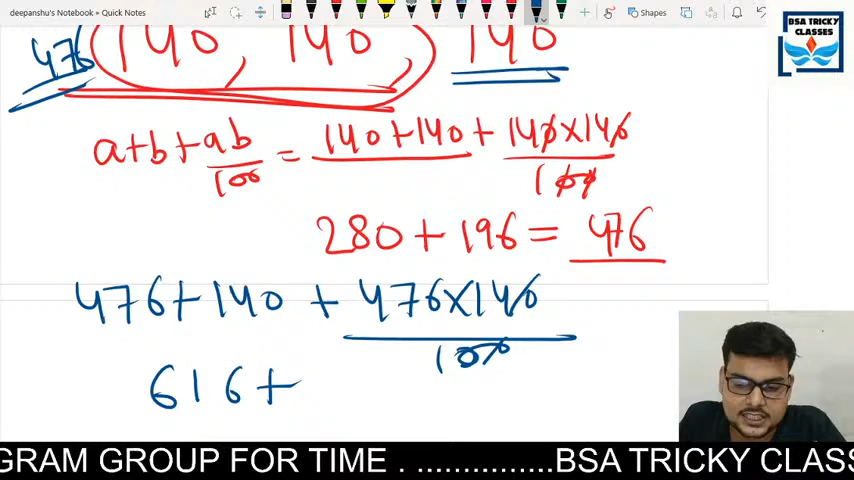 deepanshu's Notebook » Quick Notes
Shapes
BSA TRICKY
CLASSES
476 (140, 140) 140
a+b+ab/100 = 140+140 + 140×140/100
280 + 196 = 476
476+140 + 476×140/100
616+
GRAM GROUP FOR TIME . ...............BSA TRICKY CLASS